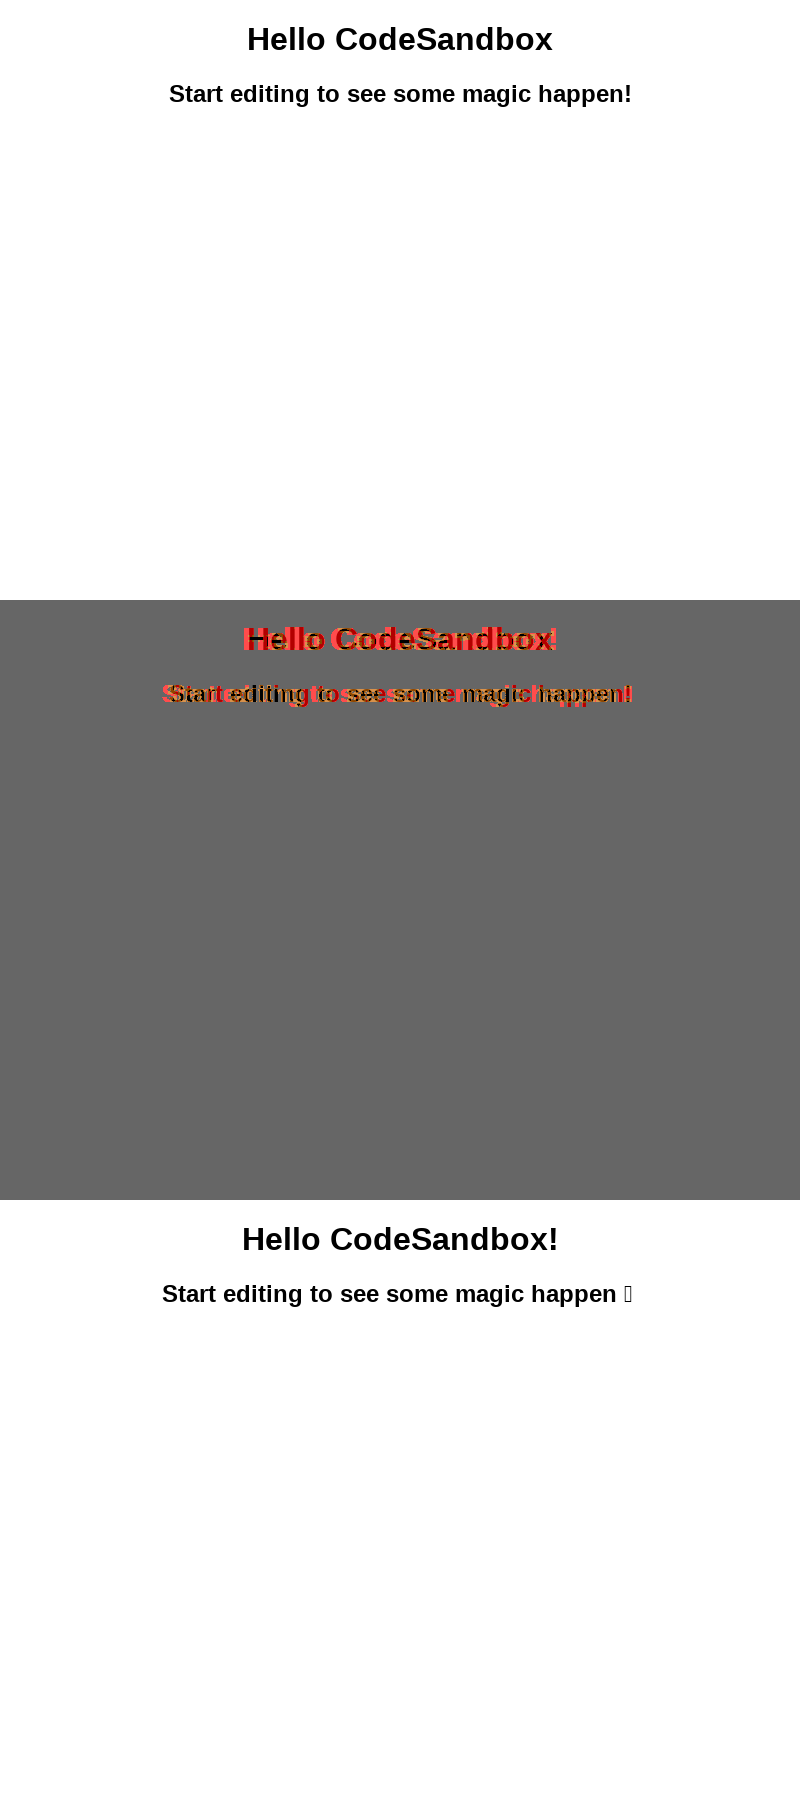 Hello CodeSandbox
Start editing to see some magic happen!
Hello CodeSandbox!
Start editing to see some magic happen!
Hello CodeSandbox!
Start editing to see some magic happen